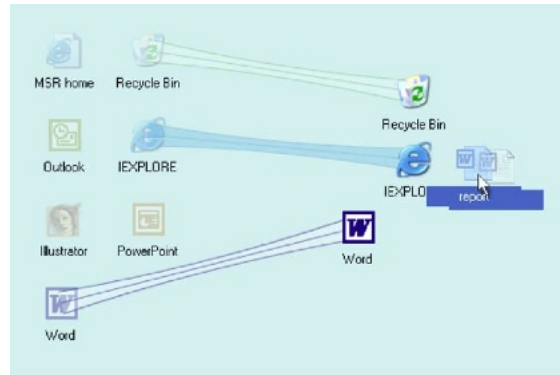 MSR home
Recycle Bin
Recycle Bin
Outlook
IEXPLORE
IEXPLO
report
Illustrator
PowerPoint
Word
Word